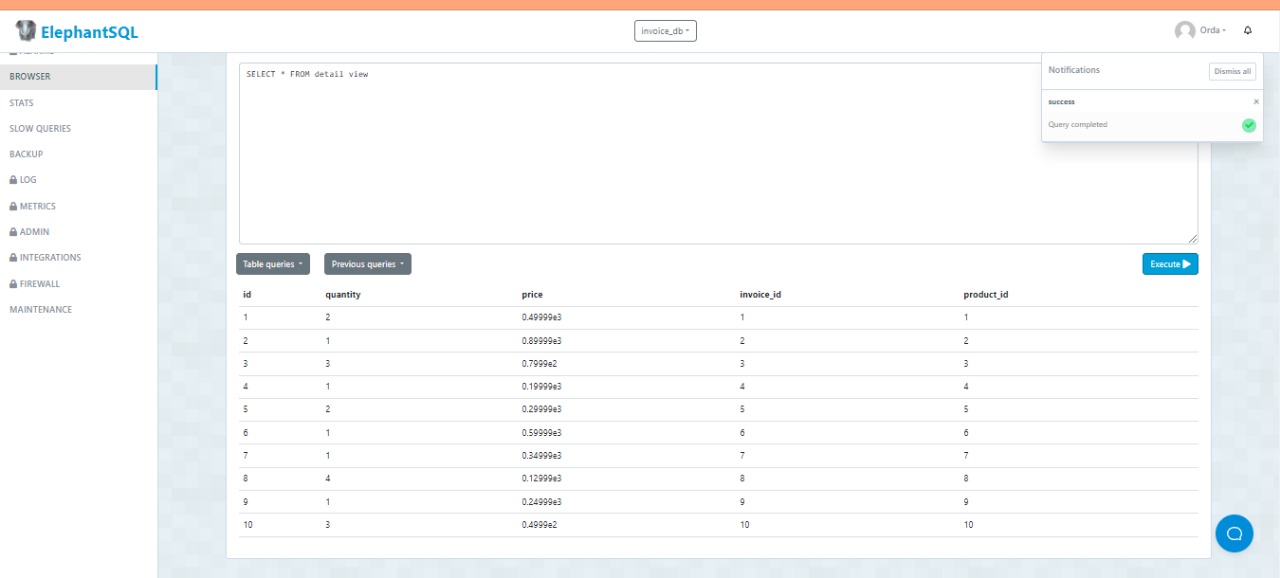 ElephantSQL
invoice_db
Orda
BROWSER
STATS
SLOW QUERIES
BACKUP
LOG
METRICS
ADMIN
INTEGRATIONS
FIREWALL
MAINTENANCE
SELECT * FROM detail view
Notifications
Dismiss all
success
×
Query completed
Table queries
Previous queries
Execute
id quantity price invoice_id product_id
1 2 0.49999e3 1 1
2 1 0.89999e3 2 2
3 3 0.7999e2 3 3
4 1 0.19999e3 4 4
5 2 0.29999e3 5 5
6 1 0.59999e3 6 6
7 1 0.34999e3 7 7
8 4 0.12999e3 8 8
9 1 0.24999e3 9 9
10 3 0.4999e2 10 10